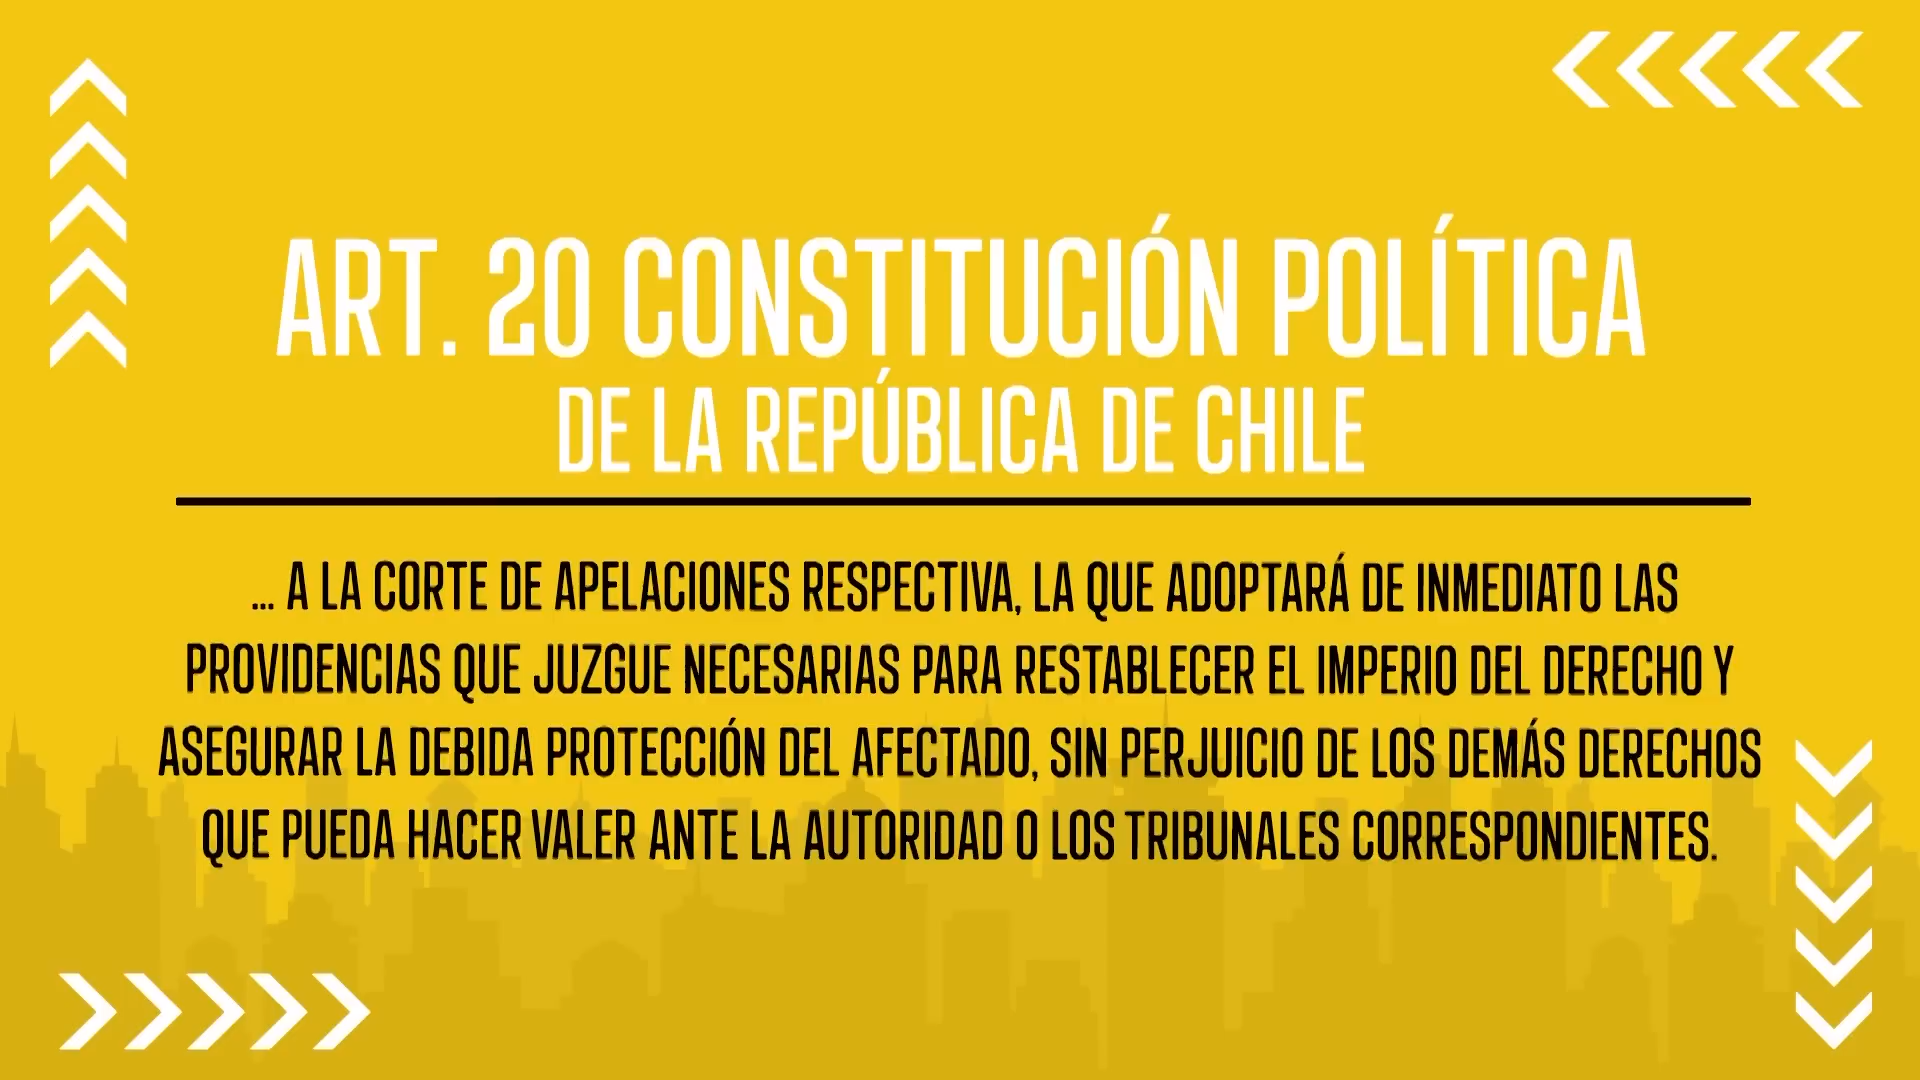 ART. 20 CONSTITUCIÓN POLÍTICA
DE LA REPÚBLICA DE CHILE
... A LA CORTE DE APELACIONES RESPECTIVA, LA QUE ADOPTARÁ DE INMEDIATO LAS
PROVIDENCIAS QUE JUZGUE NECESARIAS PARA RESTABLECER EL IMPERIO DEL DERECHO Y
ASEGURAR LA DEBIDA PROTECCIÓN DEL AFECTADO, SIN PERJUICIO DE LOS DEMÁS DERECHOS
QUE PUEDA HACER VALER ANTE LA AUTORIDAD O LOS TRIBUNALES CORRESPONDIENTES.